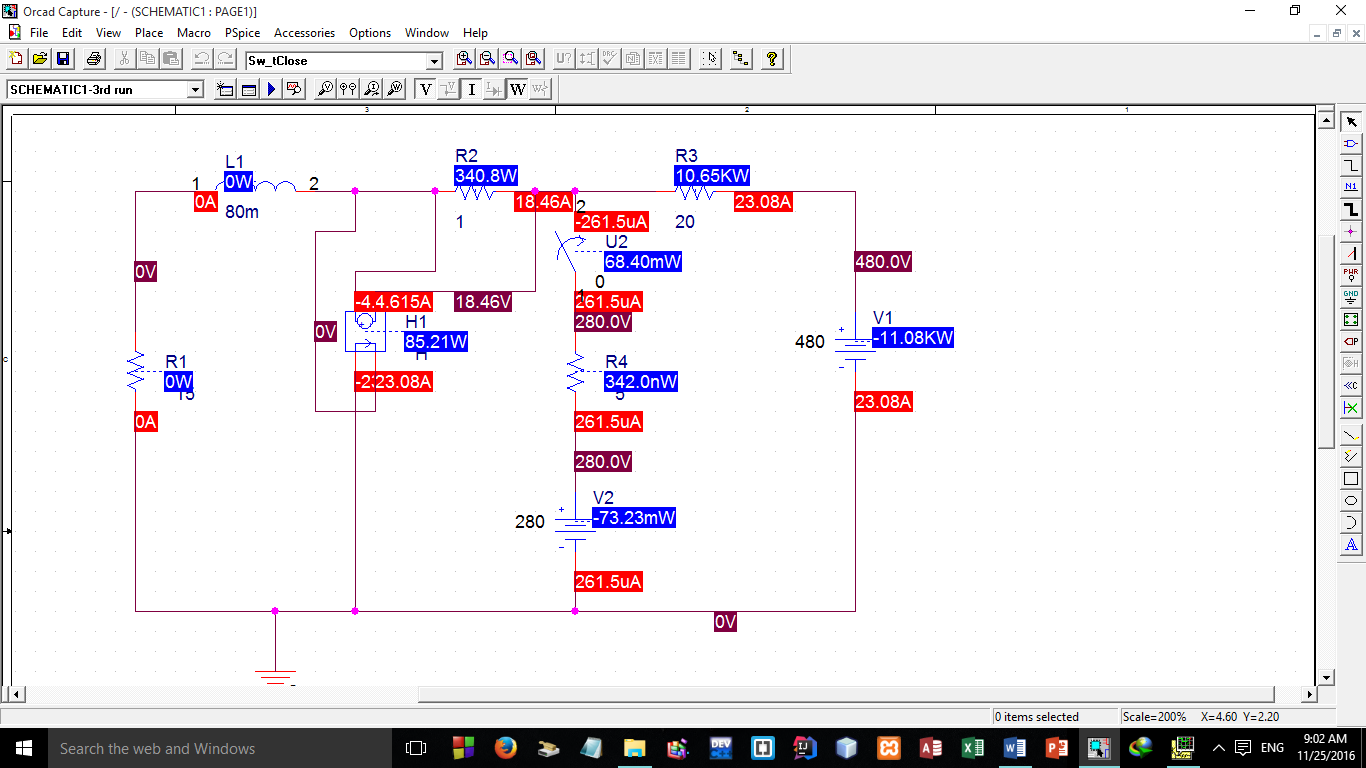 Orcad Capture - [/ - (SCHEMATIC1 : PAGE1)]
File Edit View Place Macro PSpice Accessories Options Window Help
Sw_tClose
U?
DRC
SCHEMATIC1-3rd run
V I W
3 2 1
C
L1
1 0W 2
0A
80m
R2
340.8W
18.46A
1
R3
10.65KW
23.08A
20
2
-261.5uA
U2
68.40mW
0
261.5uA
280.0V
0V
480.0V
-4.4.615A
18.46V
0V
H1
85.21W
H
-2:23.08A
R1
0W
15
0A
R4
342.0nW
5
261.5uA
280.0V
V1
480
-11.08KW
23.08A
V2
280
-73.23mW
261.5uA
0V
N1
PWR
GND
A
0 items selected
Scale=200% X=4.60 Y=2.20
Search the web and Windows
DEV
ENG
9:02 AM
11/25/2016